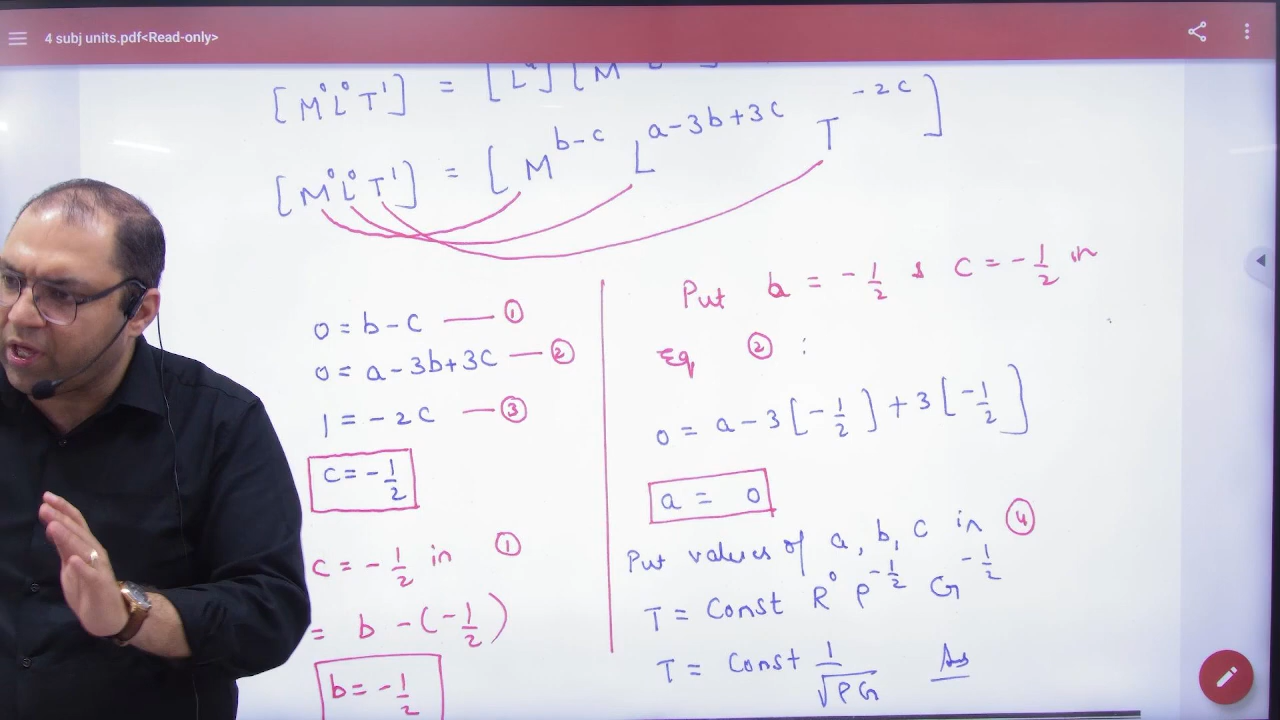 4 subj units.pdf<Read-only>
[M⁰L⁰T¹] = [Lᵃ][M
[M⁰L⁰T¹] = [M^{b-c} L^{a-3b+3c} T^{-2c}]
0 = b - c —— ①
0 = a - 3b + 3c — ②
1 = - 2c — ③
c = - 1/2
c = - 1/2 in ①
= b - (- 1/2)
b = - 1/2
Put b = - 1/2 & c = - 1/2 in
Eq ② :
0 = a - 3[- 1/2] + 3[- 1/2]
a = 0
Put values of a, b, c in ④
T = Const R⁰ ρ^{-1/2} G^{-1/2}
T = Const 1/√ρG Ans